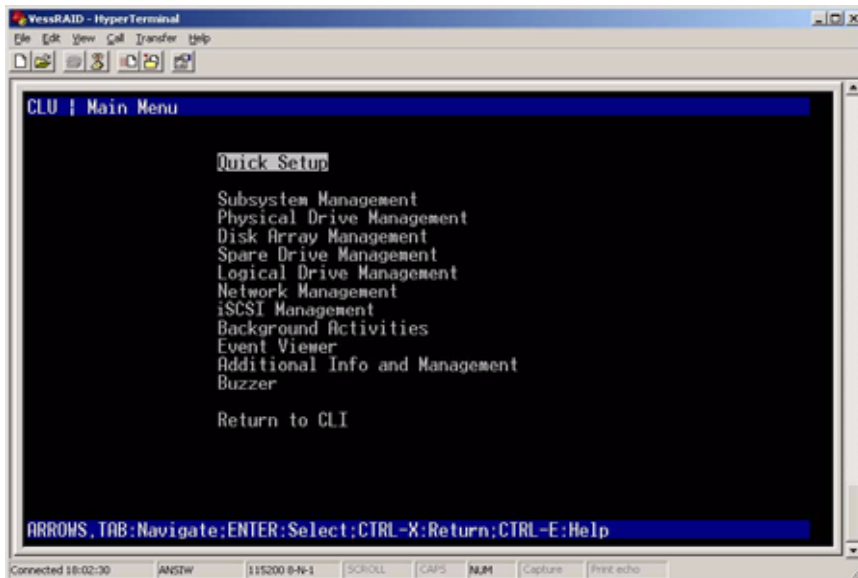 VessRAID - HyperTerminal
File Edit View Call Transfer Help
CLU | Main Menu
Quick Setup
Subsystem Management
Physical Drive Management
Disk Array Management
Spare Drive Management
Logical Drive Management
Network Management
iSCSI Management
Background Activities
Event Viewer
Additional Info and Management
Buzzer
Return to CLI
ARROWS,TAB:Navigate;ENTER:Select;CTRL-X:Return;CTRL-E:Help
Connected 18:02:30 ANSIW 115200 8-N-1 SCROLL CAPS NUM Capture Print echo